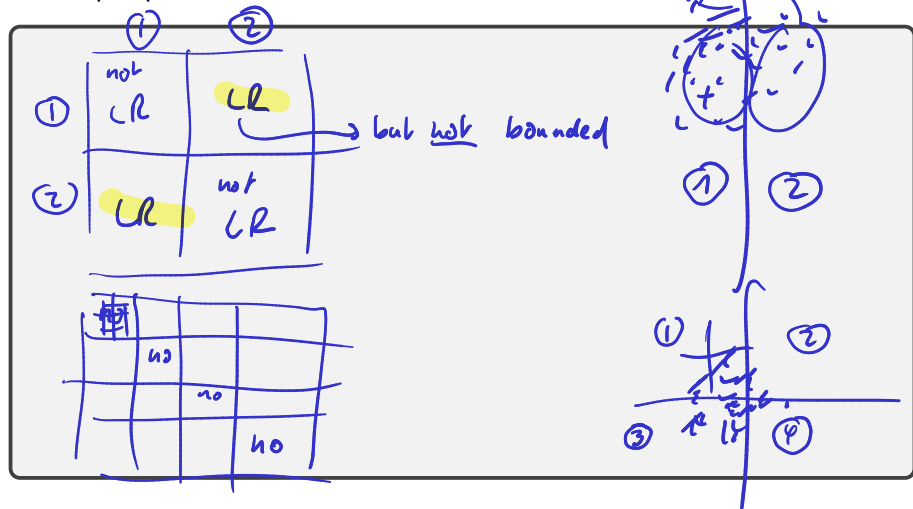 ① ②
① not LR LR
but not bounded
② LR not LR
① ②
no
no
no
① ②
③ ④